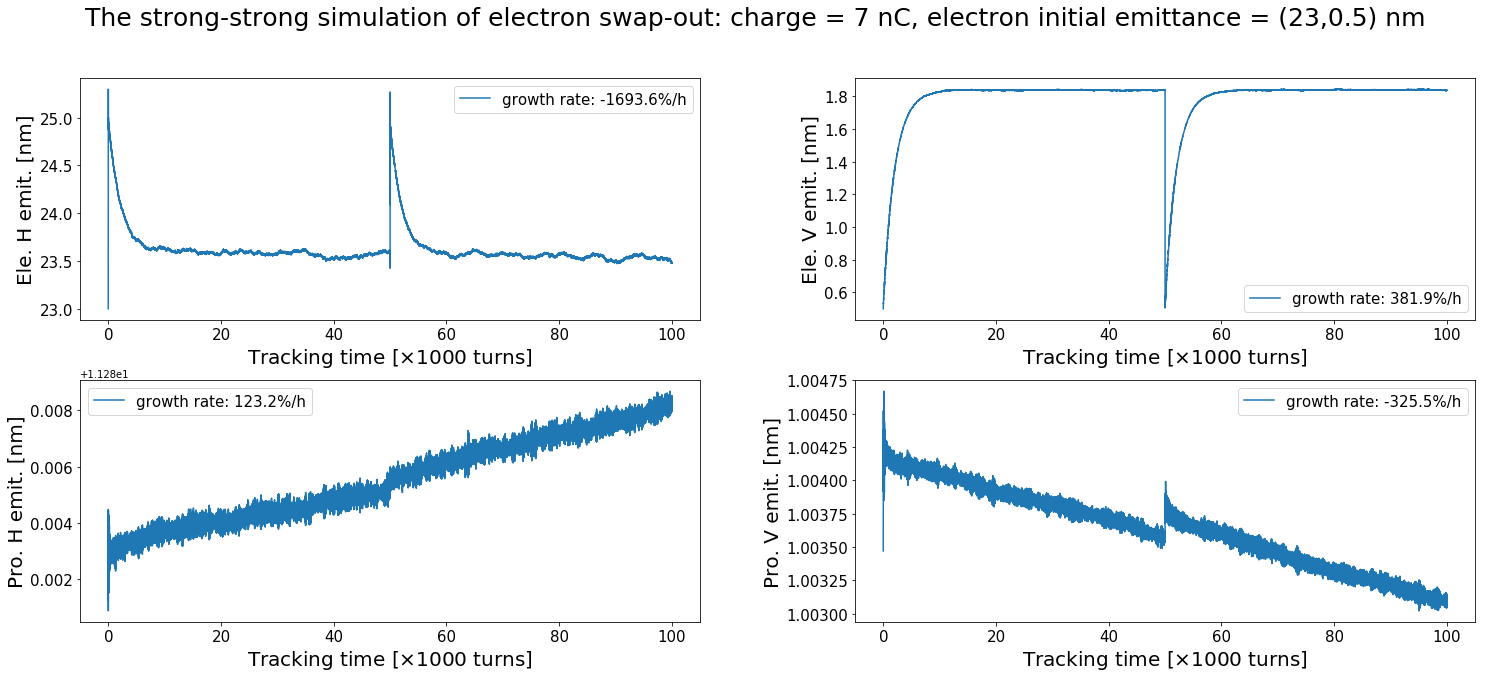 The strong-strong simulation of electron swap-out: charge = 7 nC, electron initial emittance = (23,0.5) nm
growth rate: -1693.6%/h
Ele. H emit. [nm]
25.0
24.5
24.0
23.5
23.0
0 20 40 60 80 100
Tracking time [×1000 turns]
growth rate: 381.9%/h
Ele. V emit. [nm]
1.8
1.6
1.4
1.2
1.0
0.8
0.6
0 20 40 60 80 100
Tracking time [×1000 turns]
+1.128e1
growth rate: 123.2%/h
Pro. H emit. [nm]
0.008
0.006
0.004
0.002
0 20 40 60 80 100
Tracking time [×1000 turns]
growth rate: -325.5%/h
Pro. V emit. [nm]
1.00475
1.00450
1.00425
1.00400
1.00375
1.00350
1.00325
1.00300
0 20 40 60 80 100
Tracking time [×1000 turns]